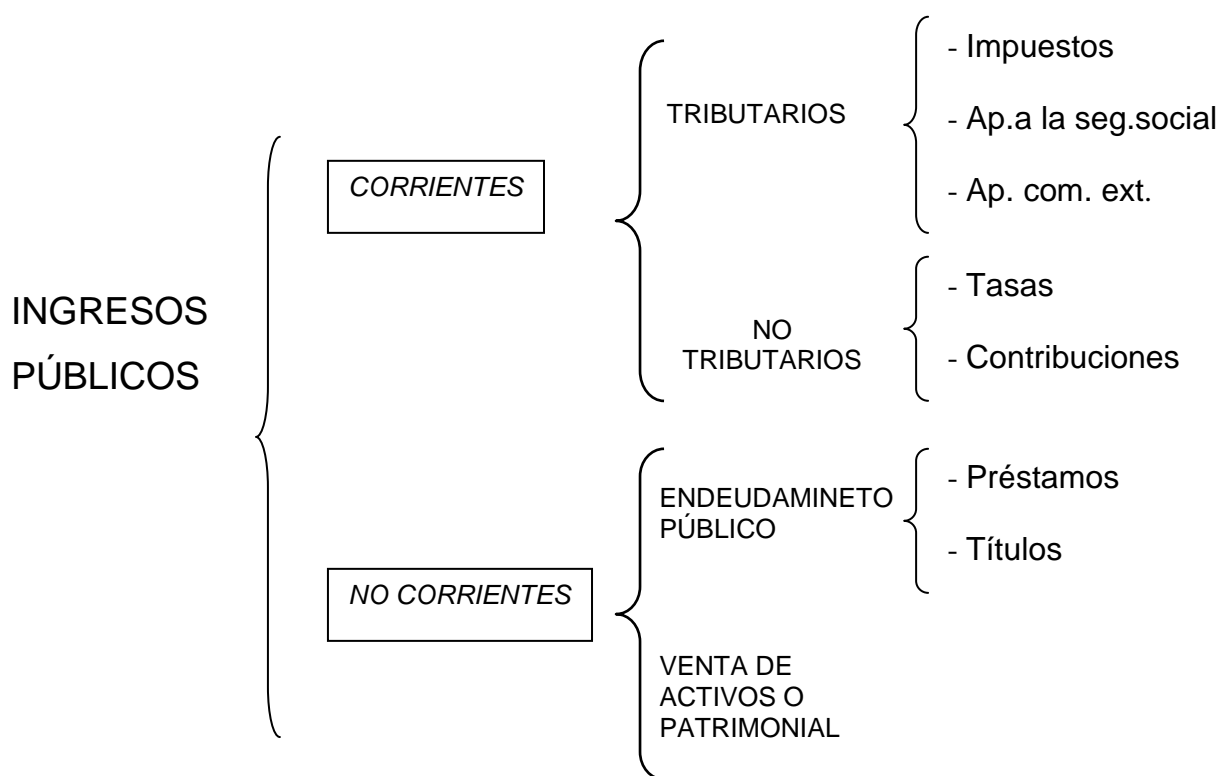 INGRESOS
PÚBLICOS
CORRIENTES
TRIBUTARIOS
- Impuestos
- Ap.a la seg.social
- Ap. com. ext.
NO
TRIBUTARIOS
- Tasas
- Contribuciones
NO CORRIENTES
ENDEUDAMINETO
PÚBLICO
- Préstamos
- Títulos
VENTA DE
ACTIVOS O
PATRIMONIAL